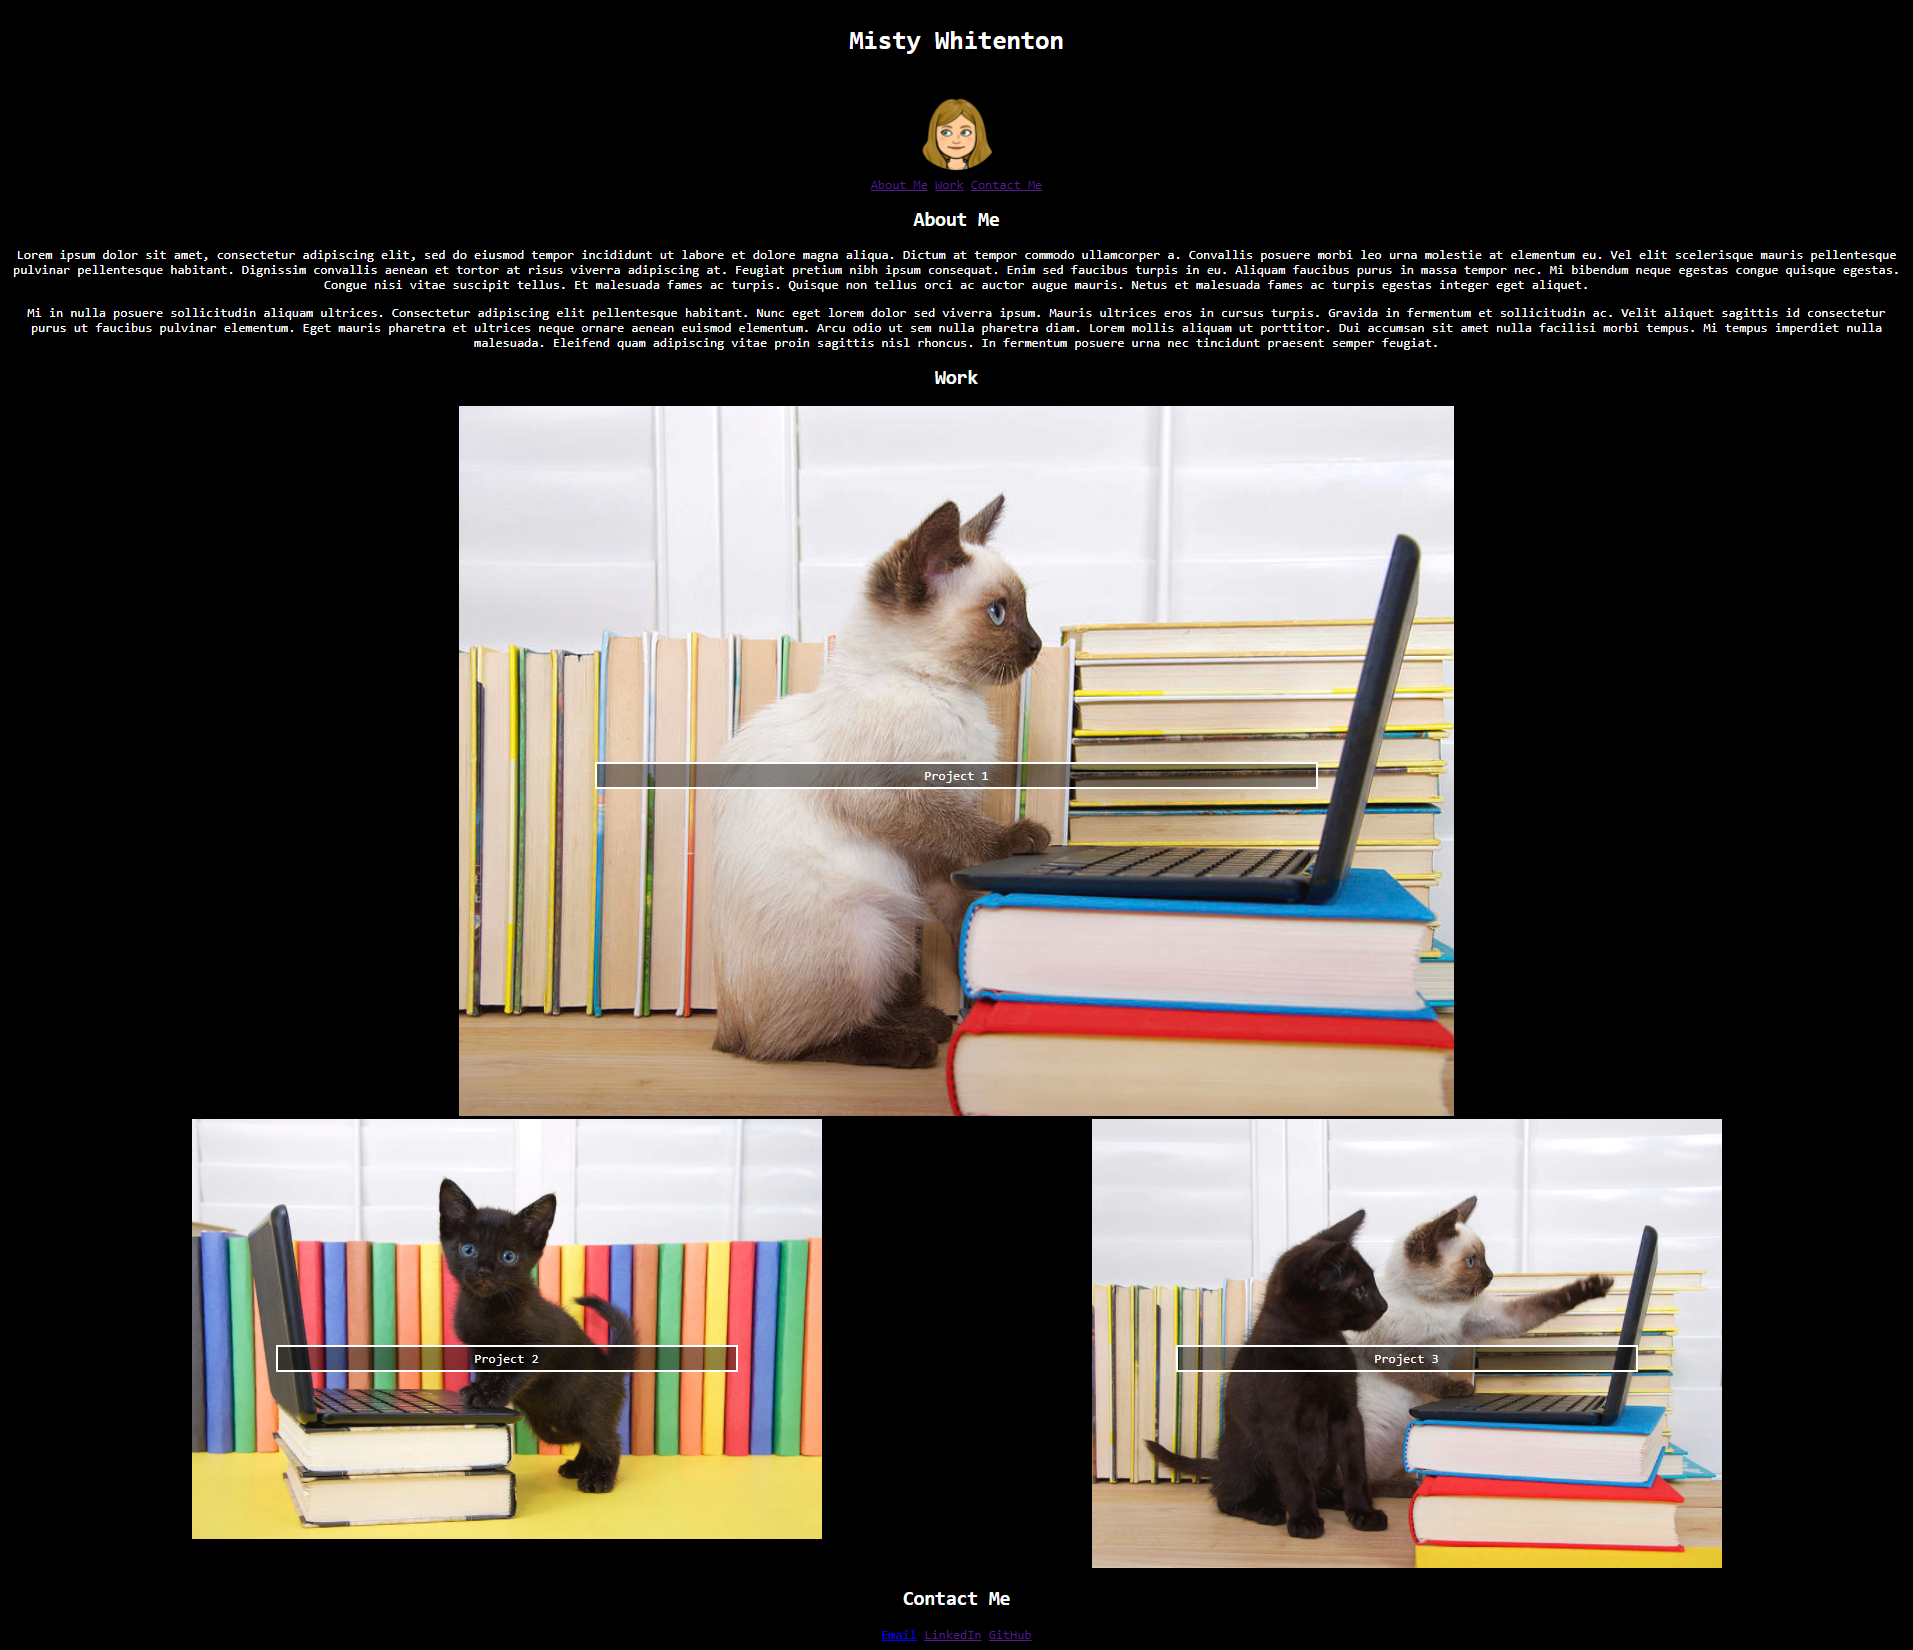 Misty Whitenton
About Me Work Contact Me
About Me
Lorem ipsum dolor sit amet, consectetur adipiscing elit, sed do eiusmod tempor incididunt ut labore et dolore magna aliqua. Dictum at tempor commodo ullamcorper a. Convallis posuere morbi leo urna molestie at elementum eu. Vel elit scelerisque mauris pellentesque
pulvinar pellentesque habitant. Dignissim convallis aenean et tortor at risus viverra adipiscing at. Feugiat pretium nibh ipsum consequat. Enim sed faucibus turpis in eu. Aliquam faucibus purus in massa tempor nec. Mi bibendum neque egestas congue quisque egestas.
Congue nisi vitae suscipit tellus. Et malesuada fames ac turpis. Quisque non tellus orci ac auctor augue mauris. Netus et malesuada fames ac turpis egestas integer eget aliquet.
Mi in nulla posuere sollicitudin aliquam ultrices. Consectetur adipiscing elit pellentesque habitant. Nunc eget lorem dolor sed viverra ipsum. Mauris ultrices eros in cursus turpis. Gravida in fermentum et sollicitudin ac. Velit aliquet sagittis id consectetur
purus ut faucibus pulvinar elementum. Eget mauris pharetra et ultrices neque ornare aenean euismod elementum. Arcu odio ut sem nulla pharetra diam. Lorem mollis aliquam ut porttitor. Dui accumsan sit amet nulla facilisi morbi tempus. Mi tempus imperdiet nulla
malesuada. Eleifend quam adipiscing vitae proin sagittis nisl rhoncus. In fermentum posuere urna nec tincidunt praesent semper feugiat.
Work
Project 1
Project 2
Project 3
Contact Me
Email LinkedIn GitHub